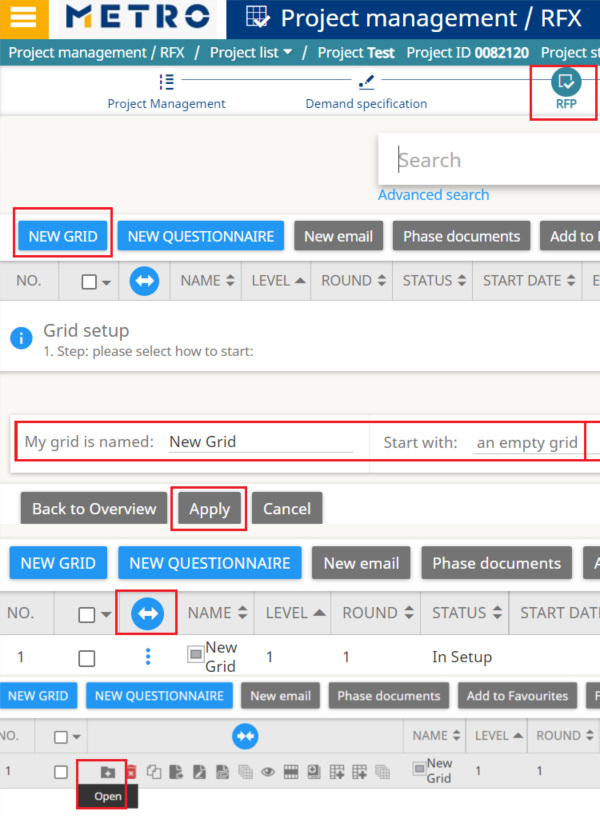 METRO Project management / RFX
Project management / RFX / Project list / Project Test Project ID 0082120 Project st
Project Management Demand specification RFP
Search
Advanced search
NEW GRID NEW QUESTIONNAIRE New email Phase documents Add to
NO. NAME LEVEL ROUND STATUS START DATE
Grid setup
1. Step: please select how to start:
My grid is named: New Grid Start with: an empty grid
Back to Overview Apply Cancel
NEW GRID NEW QUESTIONNAIRE New email Phase documents A
NO. NAME LEVEL ROUND STATUS START DAT
1 New Grid 1 1 In Setup
NEW GRID NEW QUESTIONNAIRE New email Phase documents Add to Favourites
NO. NAME LEVEL ROUND
1 New Grid 1 1
Open